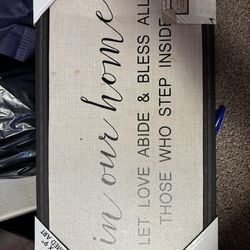 in our home
LET LOVE ABIDE & BLESS ALL
THOSE WHO STEP INSIDE